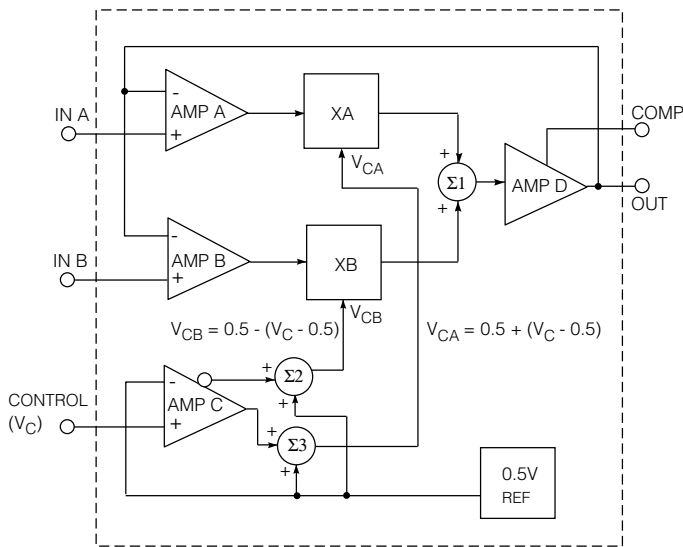 IN A
-
+
AMP A
XA
V_CA
+
+
Σ1
AMP D
COMP
OUT
IN B
-
+
AMP B
XB
V_CB
V_CB = 0.5 - (V_C - 0.5)
V_CA = 0.5 + (V_C - 0.5)
CONTROL
(V_C)
-
+
AMP C
+
+
Σ2
+
+
Σ3
0.5V
REF